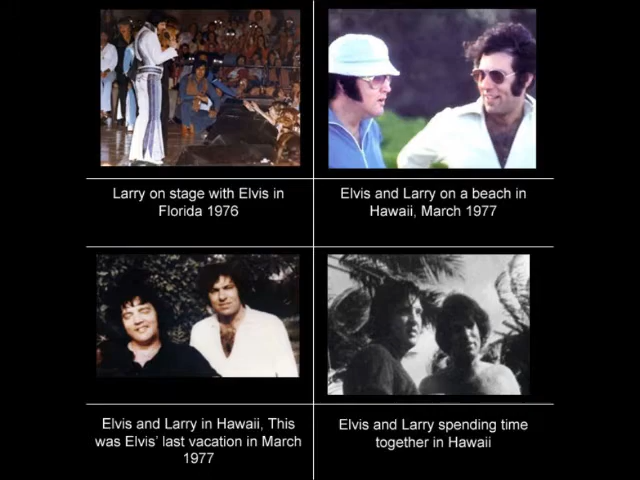 Larry on stage with Elvis in
Florida 1976
Elvis and Larry on a beach in
Hawaii, March 1977
Elvis and Larry in Hawaii, This
was Elvis' last vacation in March
1977
Elvis and Larry spending time
together in Hawaii